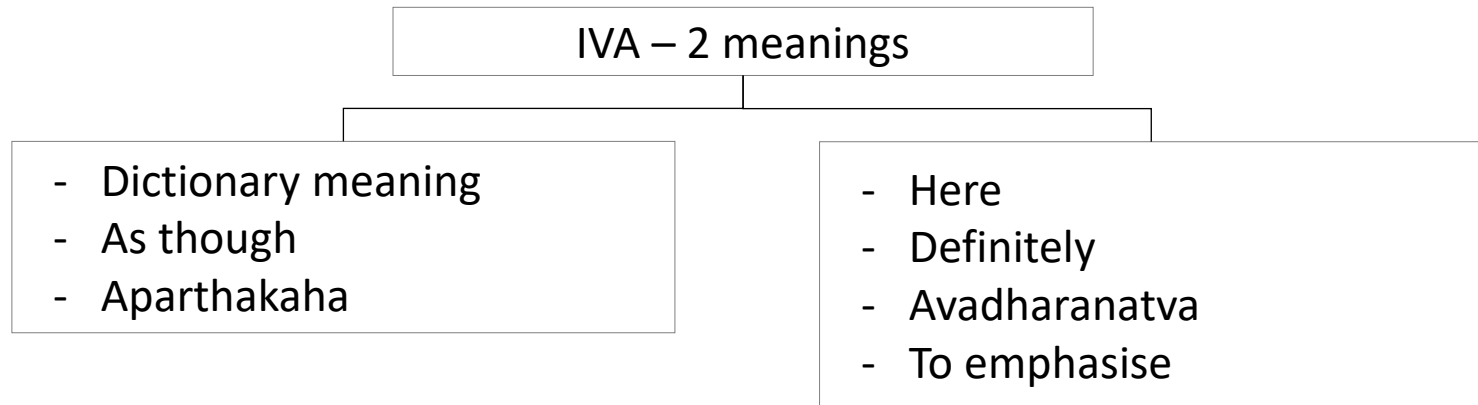 IVA – 2 meanings
- Dictionary meaning
- As though
- Aparthakaha
- Here
- Definitely
- Avadharanatva
- To emphasise